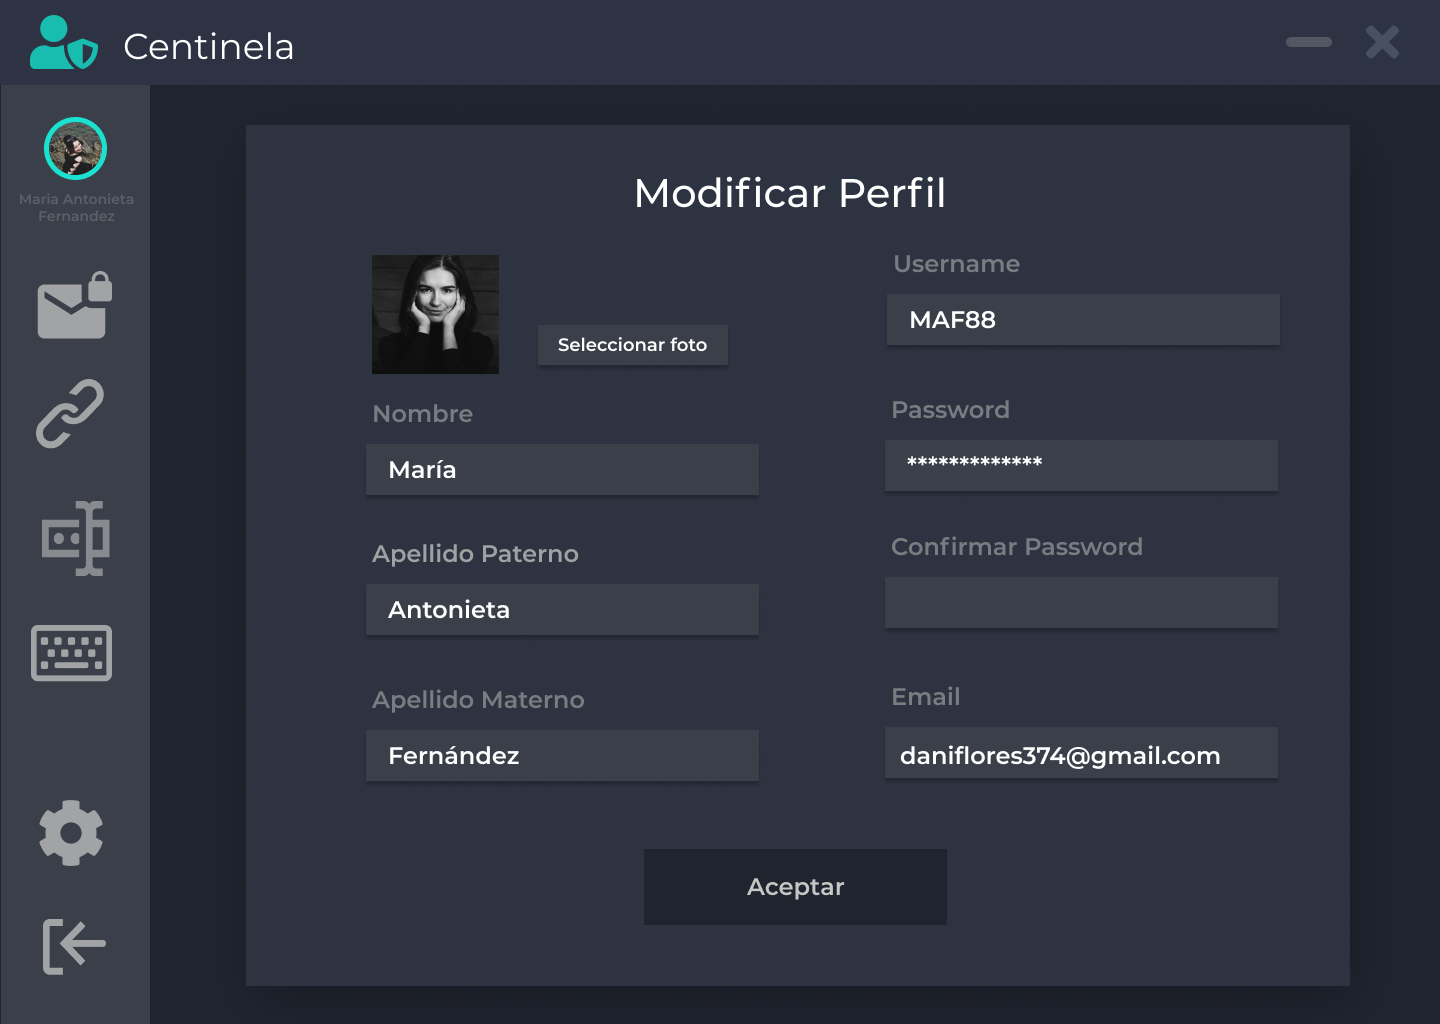 Centinela
Maria Antonieta
Fernandez
Modificar Perfil
Seleccionar foto
Nombre
María
Apellido Paterno
Antonieta
Apellido Materno
Fernández
Username
MAF88
Password
*************
Confirmar Password
Email
daniflores374@gmail.com
Aceptar